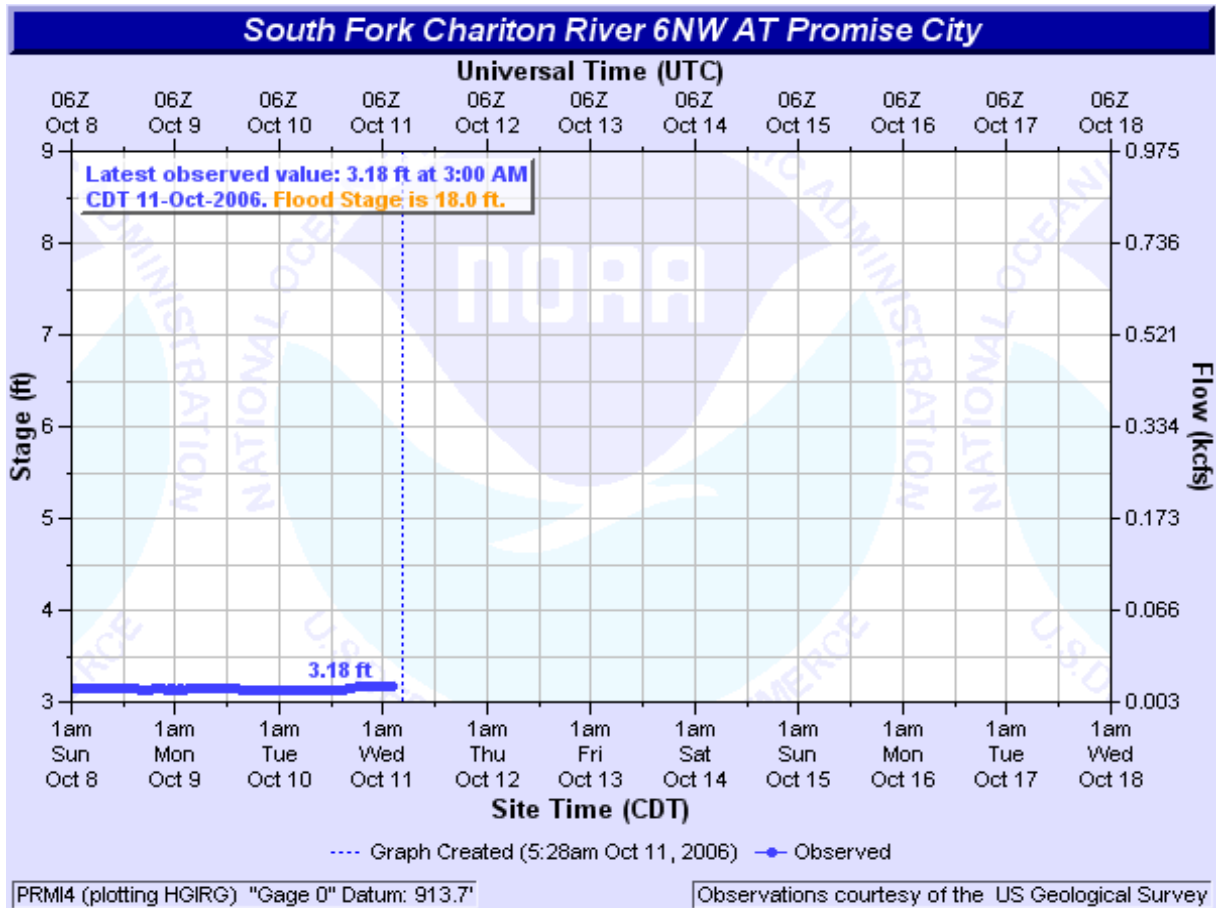 South Fork Chariton River 6NW AT Promise City
Universal Time (UTC)
06Z 06Z 06Z 06Z 06Z 06Z 06Z 06Z 06Z 06Z 06Z
Oct 8 Oct 9 Oct 10 Oct 11 Oct 12 Oct 13 Oct 14 Oct 15 Oct 16 Oct 17 Oct 18
Latest observed value: 3.18 ft at 3:00 AM
CDT 11-Oct-2006. Flood Stage is 18.0 ft.
Stage (ft)
9
8
7
6
5
4
3
NOAA
NATIONAL OCEANIC
NATIONAL OCEANIC
IC ADMINISTRATION
ADMINISTRATION
U.S.D
U.S.D
MERCE
MERCE
3.18 ft
0.975
0.736
0.521
0.334
0.173
0.066
0.003
Flow (kcfs)
1am 1am 1am 1am 1am 1am 1am 1am 1am 1am 1am
Sun Mon Tue Wed Thu Fri Sat Sun Mon Tue Wed
Oct 8 Oct 9 Oct 10 Oct 11 Oct 12 Oct 13 Oct 14 Oct 15 Oct 16 Oct 17 Oct 18
Site Time (CDT)
Graph Created (5:28am Oct 11, 2006) Observed
PRMI4 (plotting HGIRG) "Gage 0" Datum: 913.7'
Observations courtesy of the US Geological Survey